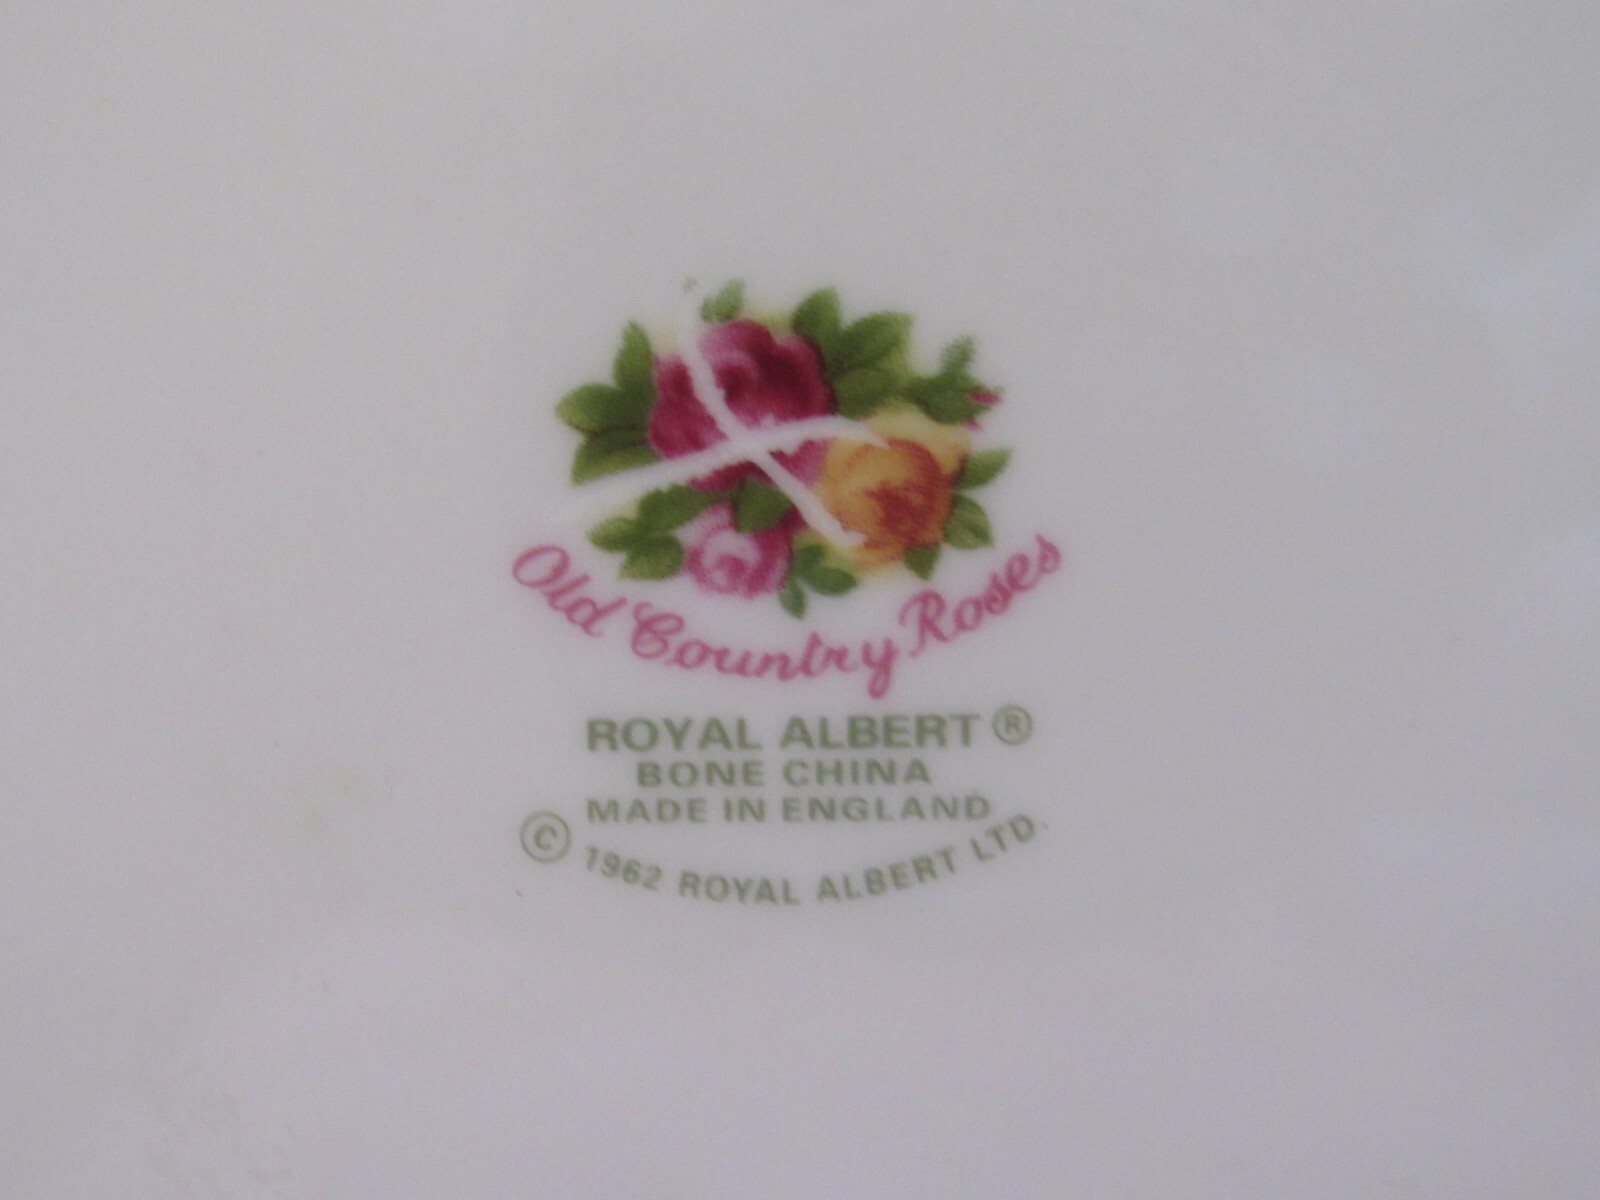 Old Country Roses
ROYAL ALBERT ®
BONE CHINA
MADE IN ENGLAND
© 1962 ROYAL ALBERT LTD.